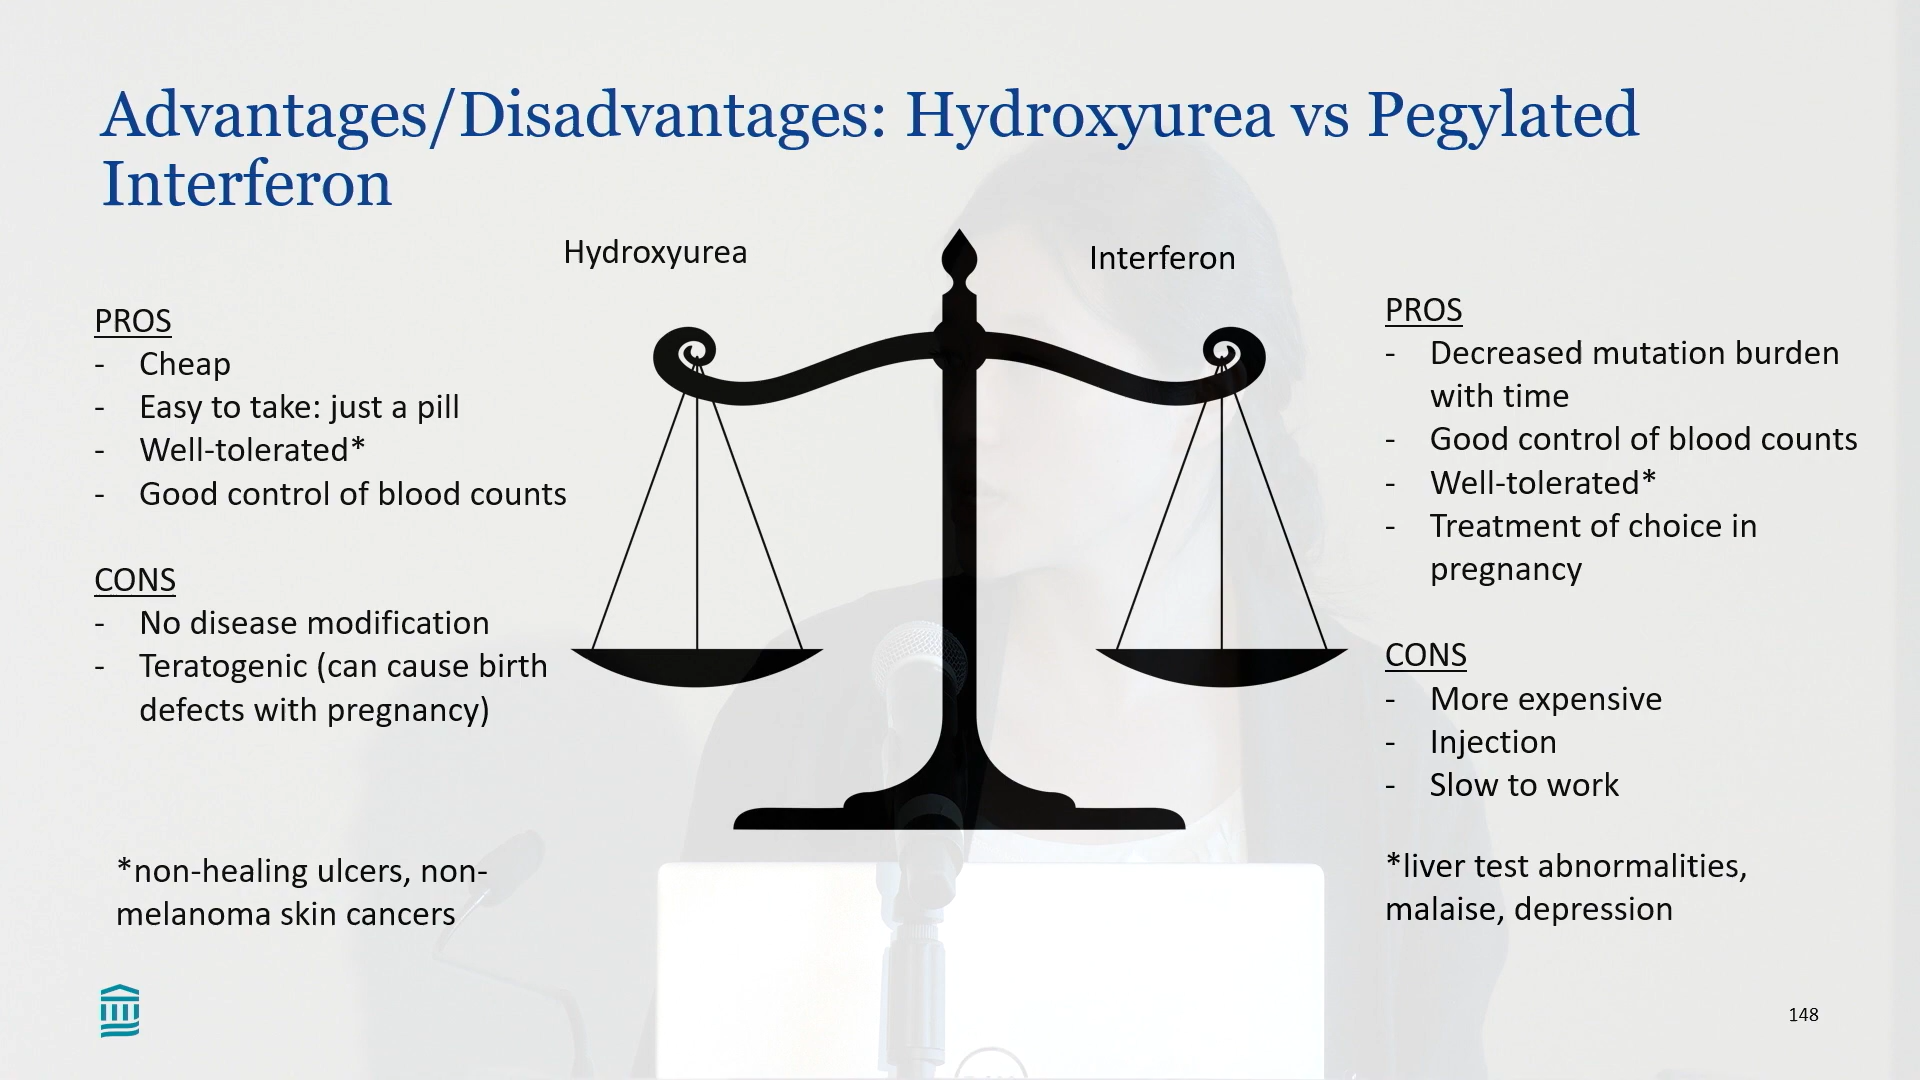 Advantages/Disadvantages: Hydroxyurea vs Pegylated
Interferon
Hydroxyurea
PROS
- Cheap
- Easy to take: just a pill
- Well-tolerated*
- Good control of blood counts
CONS
- No disease modification
- Teratogenic (can cause birth
defects with pregnancy)
*non-healing ulcers, non-
melanoma skin cancers
Interferon
PROS
- Decreased mutation burden
with time
- Good control of blood counts
- Well-tolerated*
- Treatment of choice in
pregnancy
CONS
- More expensive
- Injection
- Slow to work
*liver test abnormalities,
malaise, depression
148